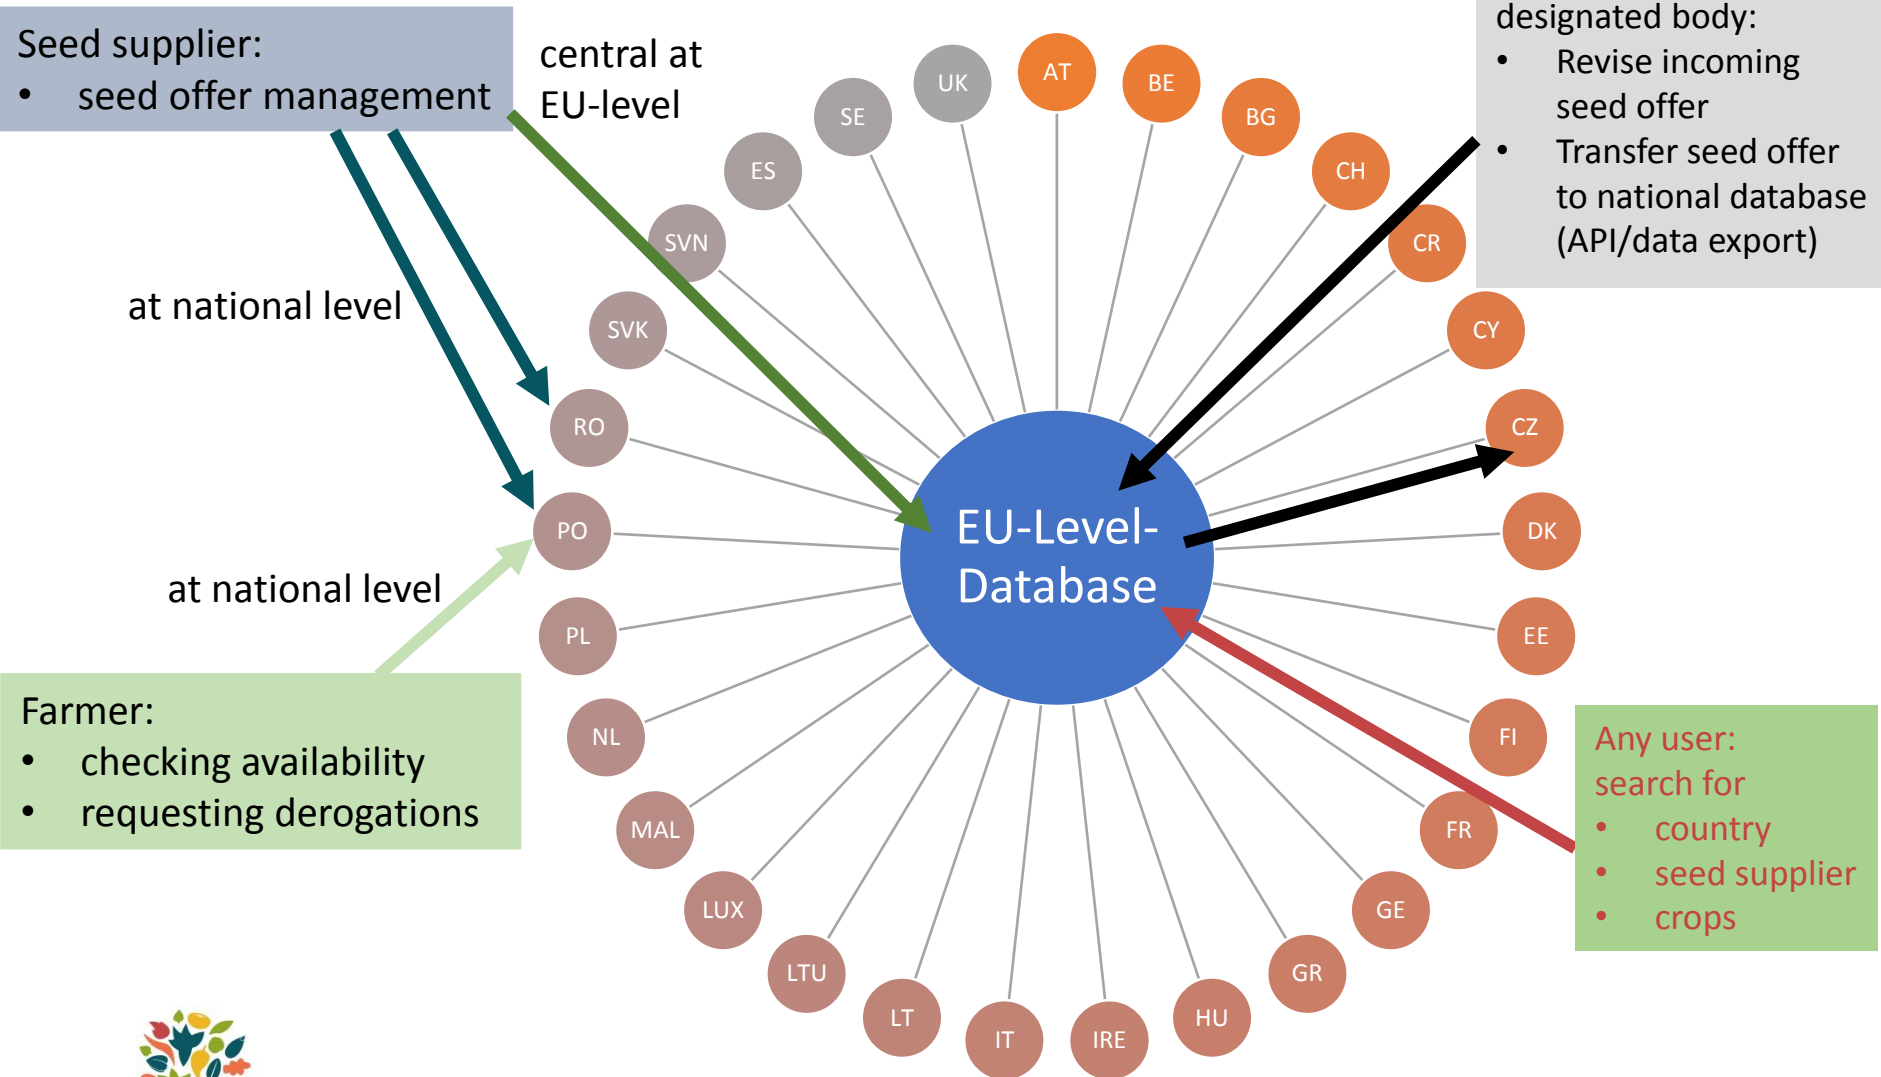 Seed supplier:
• seed offer management
central at
EU-level
designated body:
• Revise incoming
seed offer
• Transfer seed offer
to national database
(API/data export)
at national level
at national level
Farmer:
• checking availability
• requesting derogations
EU-Level-
Database
Any user:
search for
• country
• seed supplier
• crops
AT
BE
BG
CH
CR
CY
CZ
DK
EE
FI
FR
GE
GR
HU
IRE
IT
LT
LTU
LUX
MAL
NL
PL
PO
RO
SVK
SVN
ES
SE
UK